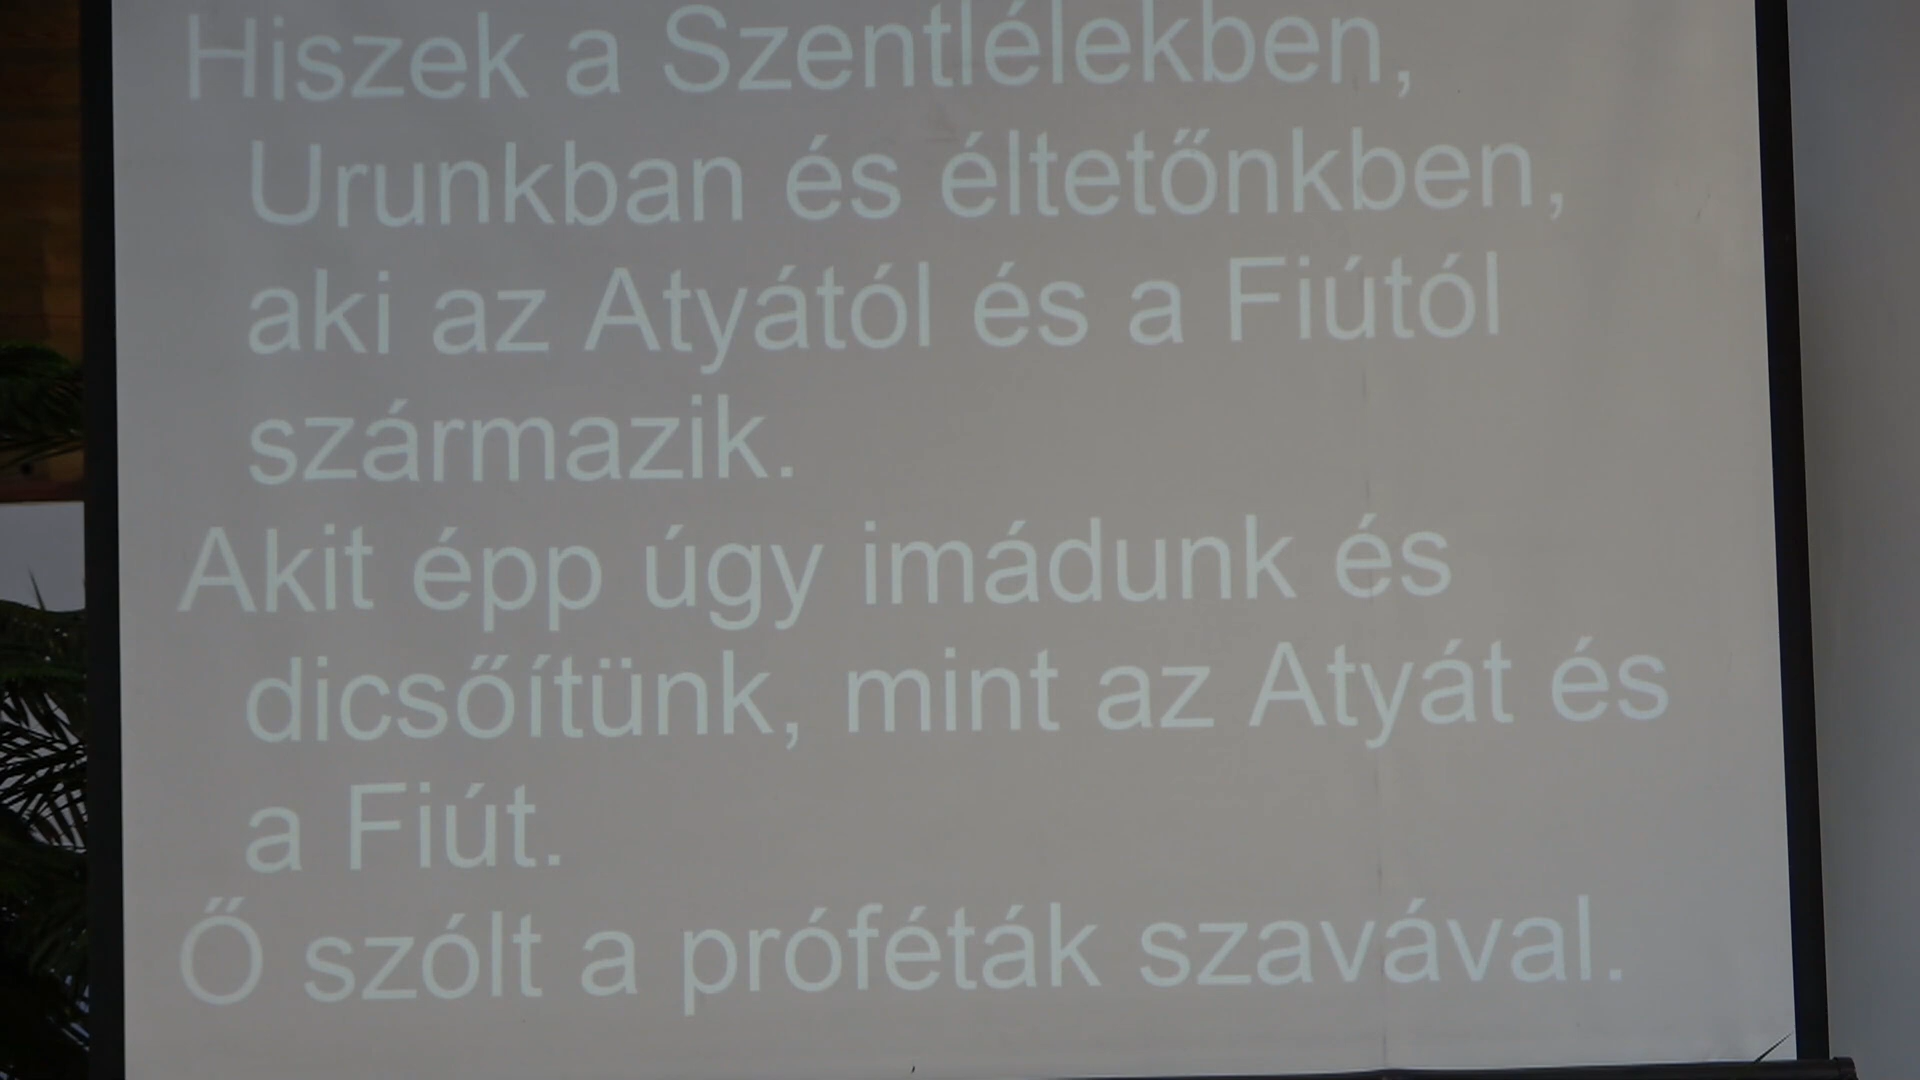 Hiszek a Szentlélekben,
Urunkban és éltetőnkben,
aki az Atyától és a Fiútól
származik.
Akit épp úgy imádunk és
dicsőítünk, mint az Atyát és
a Fiút.
Ő szólt a próféták szavával.